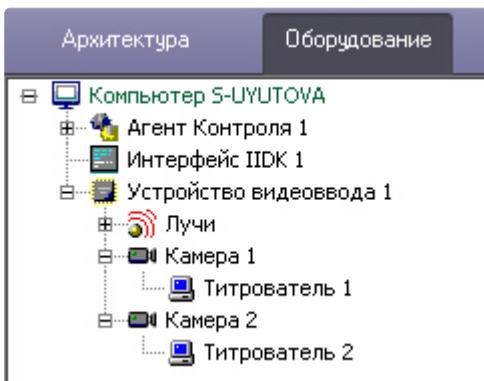 Архитектура Оборудование
Компьютер S-UYUTOVA
Агент Контроля 1
Интерфейс IIDK 1
Устройство видеоввода 1
Лучи
Камера 1
Титрователь 1
Камера 2
Титрователь 2